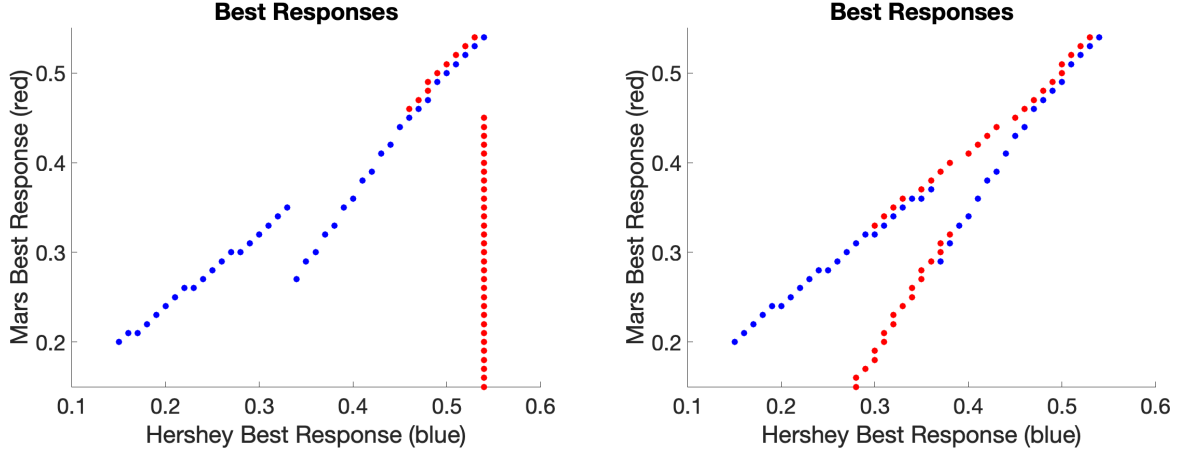 Best Responses
Mars Best Response (red)
0.5
0.4
0.3
0.2
0.1 0.2 0.3 0.4 0.5 0.6
Hershey Best Response (blue)
Best Responses
Mars Best Response (red)
0.5
0.4
0.3
0.2
0.1 0.2 0.3 0.4 0.5 0.6
Hershey Best Response (blue)